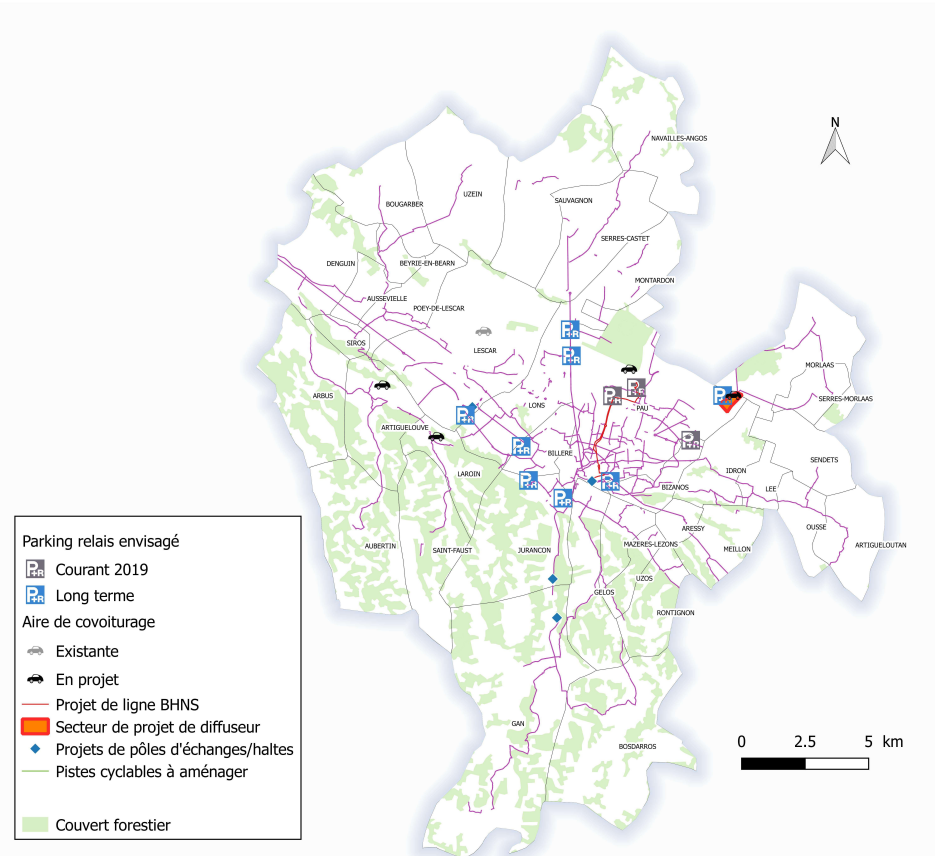 N
NAVAILLES-ANGOS
UZEIN
BOUGARBER
SAUVAGNON
SERRES-CASTET
DENGUIN
BEYRIE-EN-BEARN
MONTARDON
AUSSEVIELLE
POEY-DE-LESCAR
P+R
SIROS
LESCAR
P+R
MORLAAS
P+R
P+R
P+R
ARBUS
SERRES-MORLAAS
LONS
PAU
P+R
ARTIGUELOUVE
P+R
P+R
BILLERE
SENDETS
LAROIN
IDRON
P+R
P+R
BIZANOS
LEE
P+R
ARESSY
OUSSE
AUBERTIN
SAINT-FAUST
JURANCON
MAZERES-LEZONS
MEILLON
ARTIGUELOUTAN
UZOS
GELOS
RONTIGNON
GAN
BOSDARROS
0 2.5 5 km
Parking relais envisagé
P+R Courant 2019
P+R Long terme
Aire de covoiturage
Existante
En projet
Projet de ligne BHNS
Secteur de projet de diffuseur
Projets de pôles d'échanges/haltes
Pistes cyclables à aménager
Couvert forestier